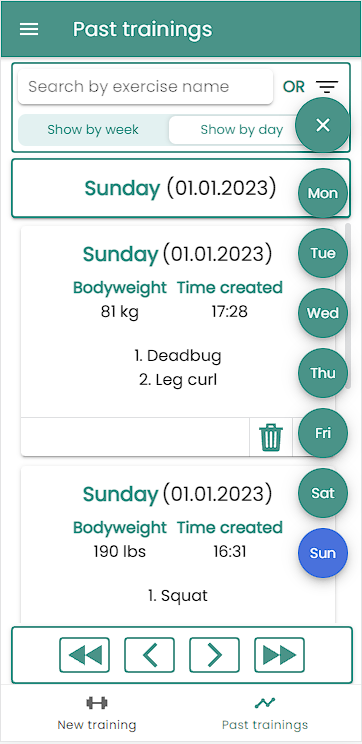 Past trainings
Search by exercise name OR
Show by week Show by day
Sunday (01.01.2023)
Mon
Sunday (01.01.2023)
Tue
Bodyweight Time created
81 kg 17:28
Wed
1. Deadbug
2. Leg curl
Thu
Fri
Sunday (01.01.2023)
Sat
Bodyweight Time created
190 lbs 16:31
Sun
1. Squat
New training Past trainings